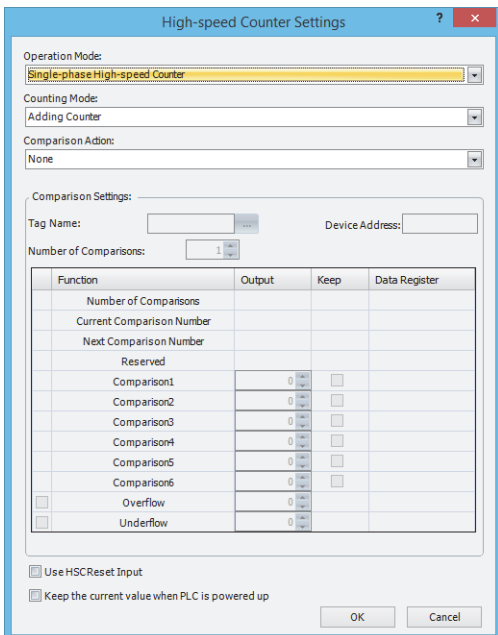 High-speed Counter Settings
? ×
Operation Mode:
Single-phase High-speed Counter
Counting Mode:
Adding Counter
Comparison Action:
None
Comparison Settings:
Tag Name: ... Device Address:
Number of Comparisons: 1
Function Output Keep Data Register
Number of Comparisons
Current Comparison Number
Next Comparison Number
Reserved
Comparison1 0
Comparison2 0
Comparison3 0
Comparison4 0
Comparison5 0
Comparison6 0
Overflow 0
Underflow 0
Use HSCReset Input
Keep the current value when PLC is powered up
OK Cancel